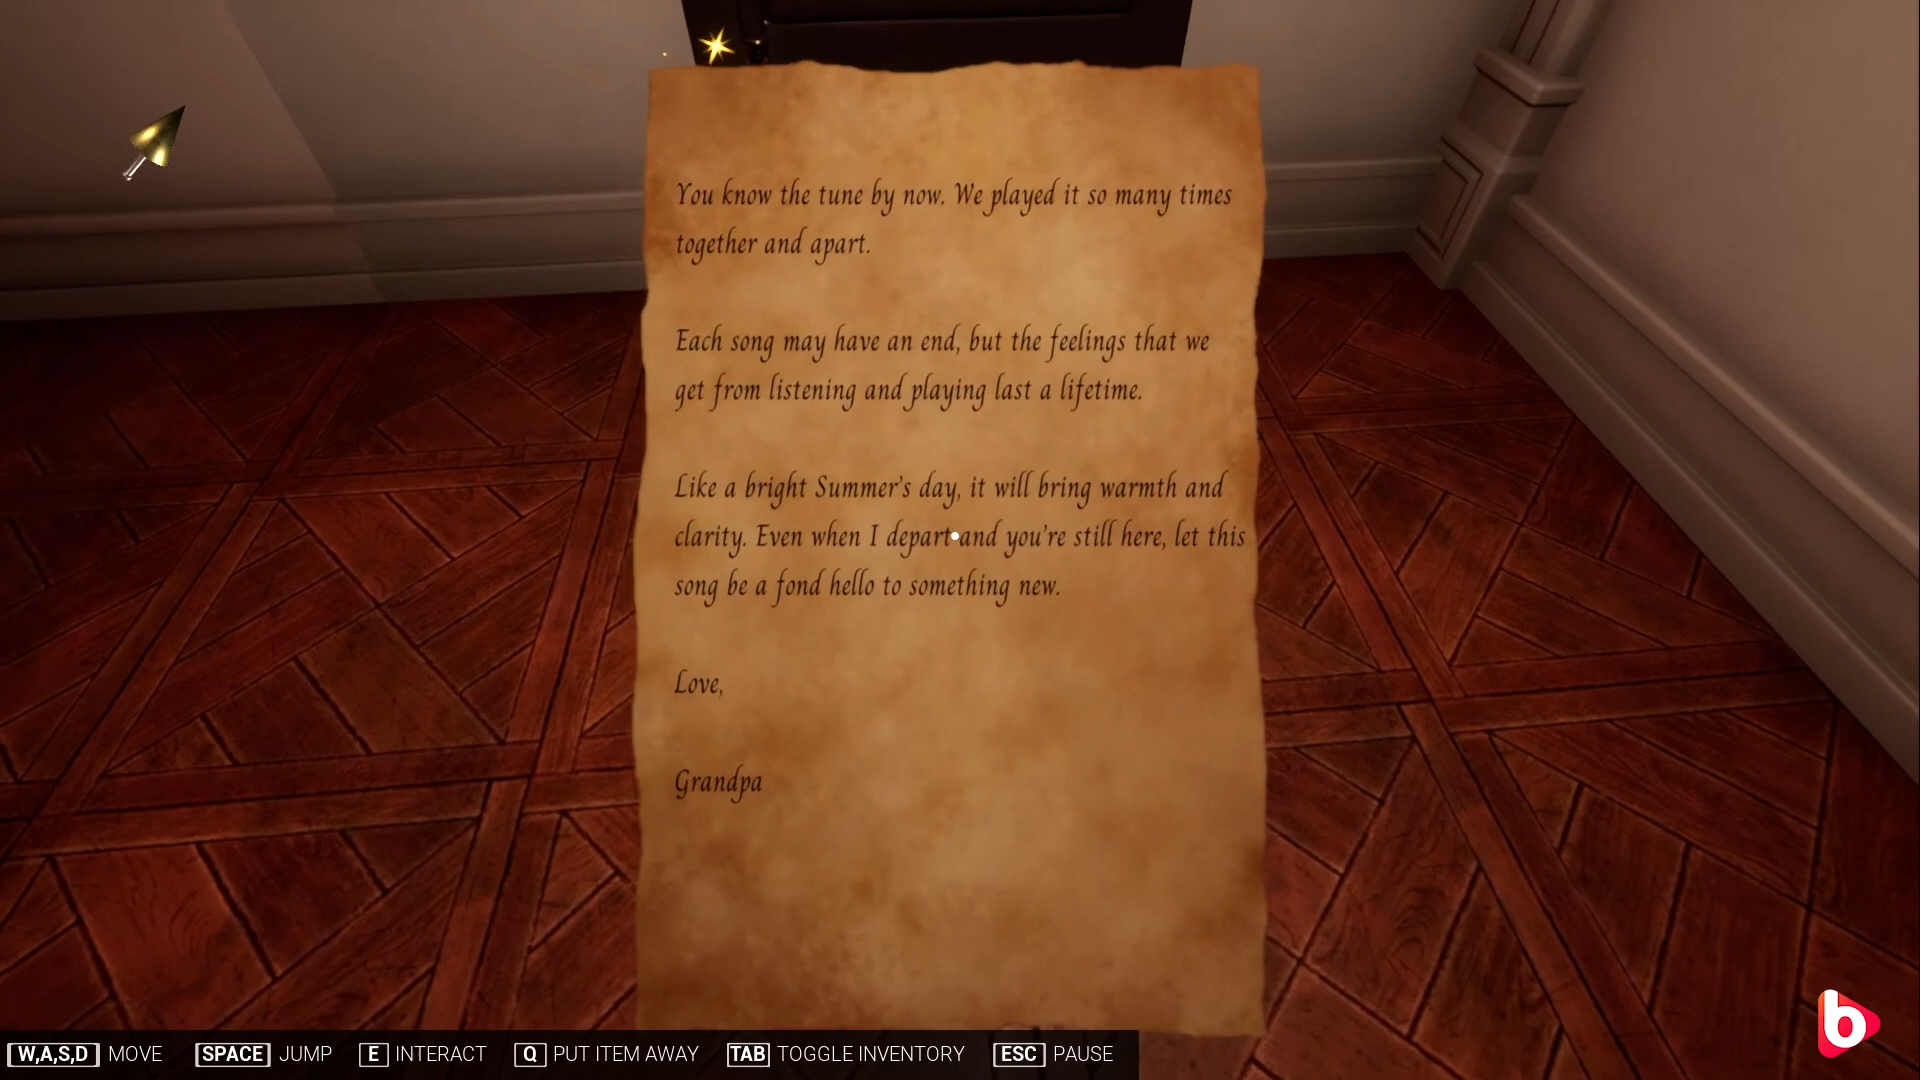 You know the tune by now. We played it so many times
together and apart.
Each song may have an end, but the feelings that we
get from listening and playing last a lifetime.
Like a bright Summer's day, it will bring warmth and
clarity. Even when I depart and you're still here, let this
song be a fond hello to something new.
Love,
Grandpa
W,A,S,D MOVE SPACE JUMP E INTERACT Q PUT ITEM AWAY TAB TOGGLE INVENTORY ESC PAUSE
b